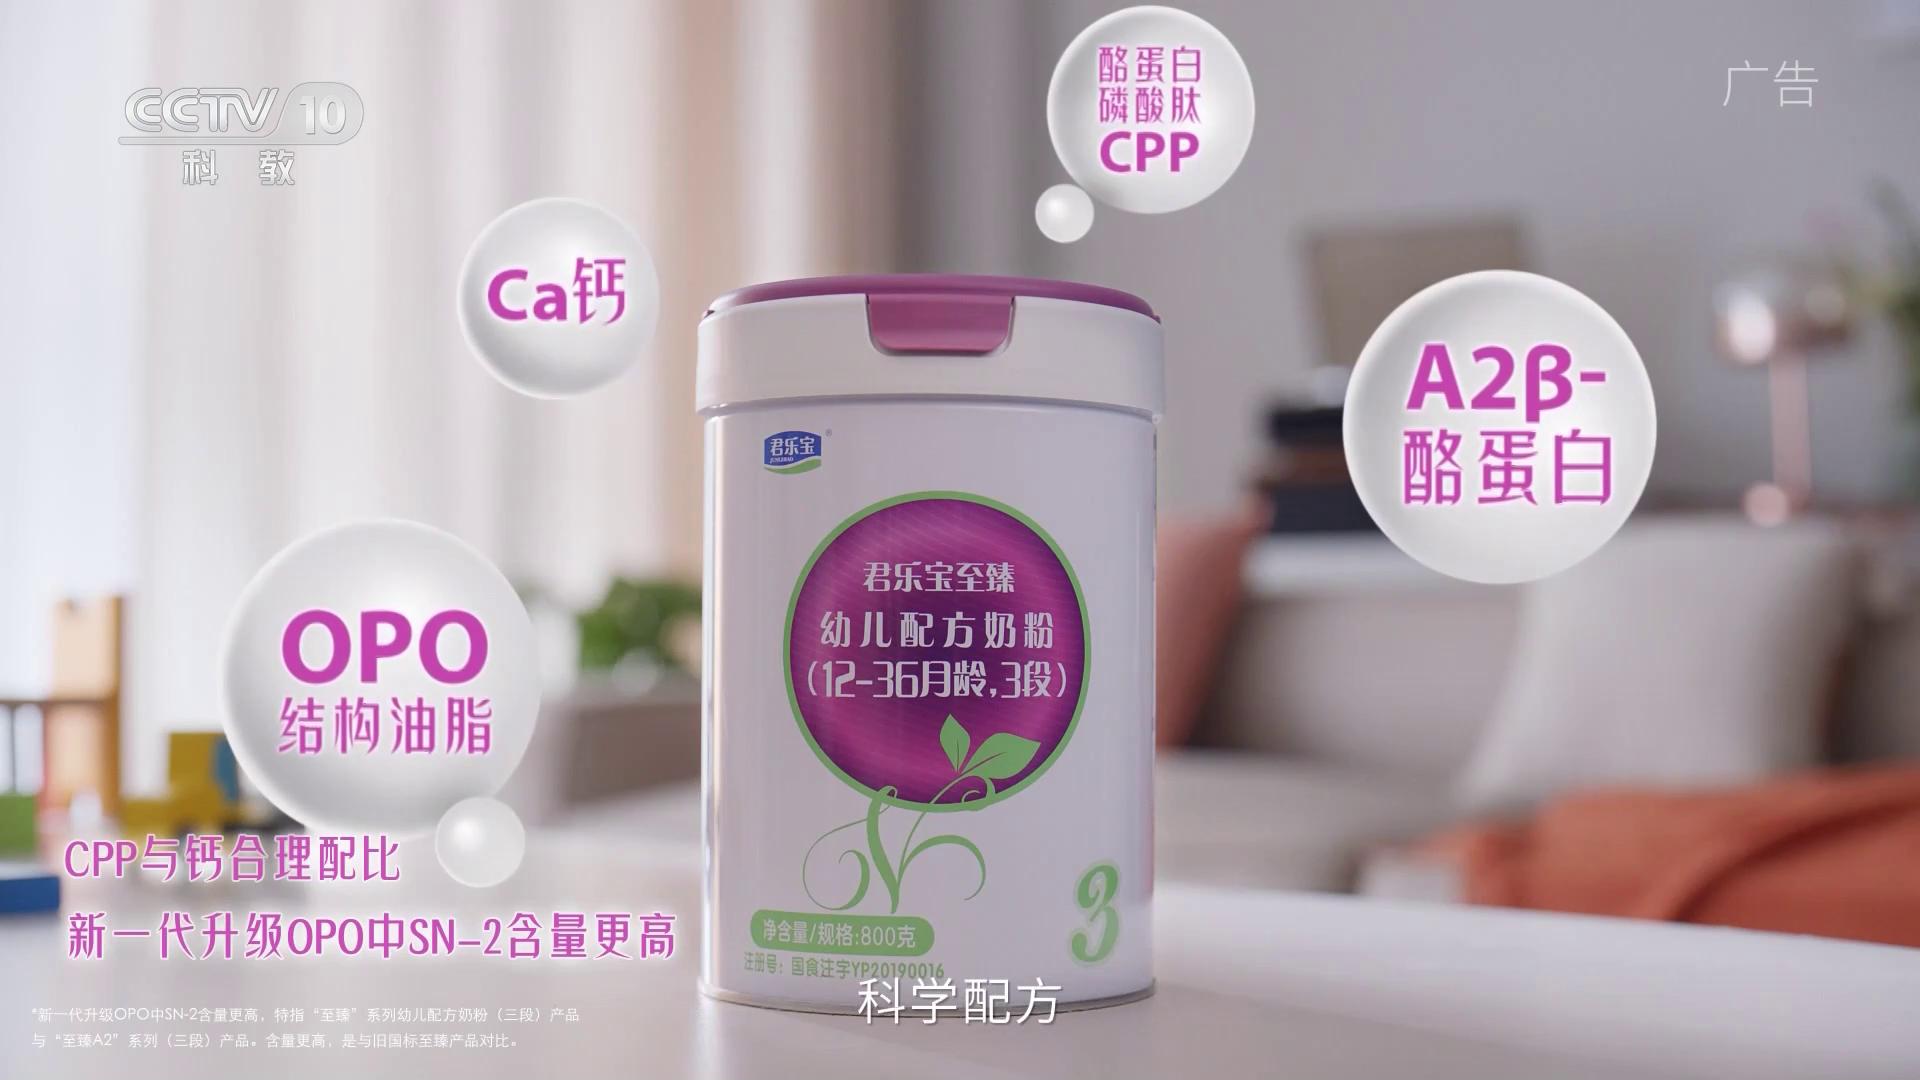 CCTV 10
科教
广告
酪蛋白
磷酸肽
CPP
Ca钙
A2β-
酪蛋白
OPO
结构油脂
君乐宝
JUNLEBAO
君乐宝至臻
幼儿配方奶粉
(12-36月龄,3段)
3
净含量/规格:800克
注册号：国食注字YP20190016
CPP与钙合理配比
新一代升级OPO中SN-2含量更高
科学配方
*新一代升级OPO中SN-2含量更高，特指“至臻”系列幼儿配方奶粉（三段）产品
与“至臻A2”系列（三段）产品。含量更高，是与旧国标至臻产品对比。